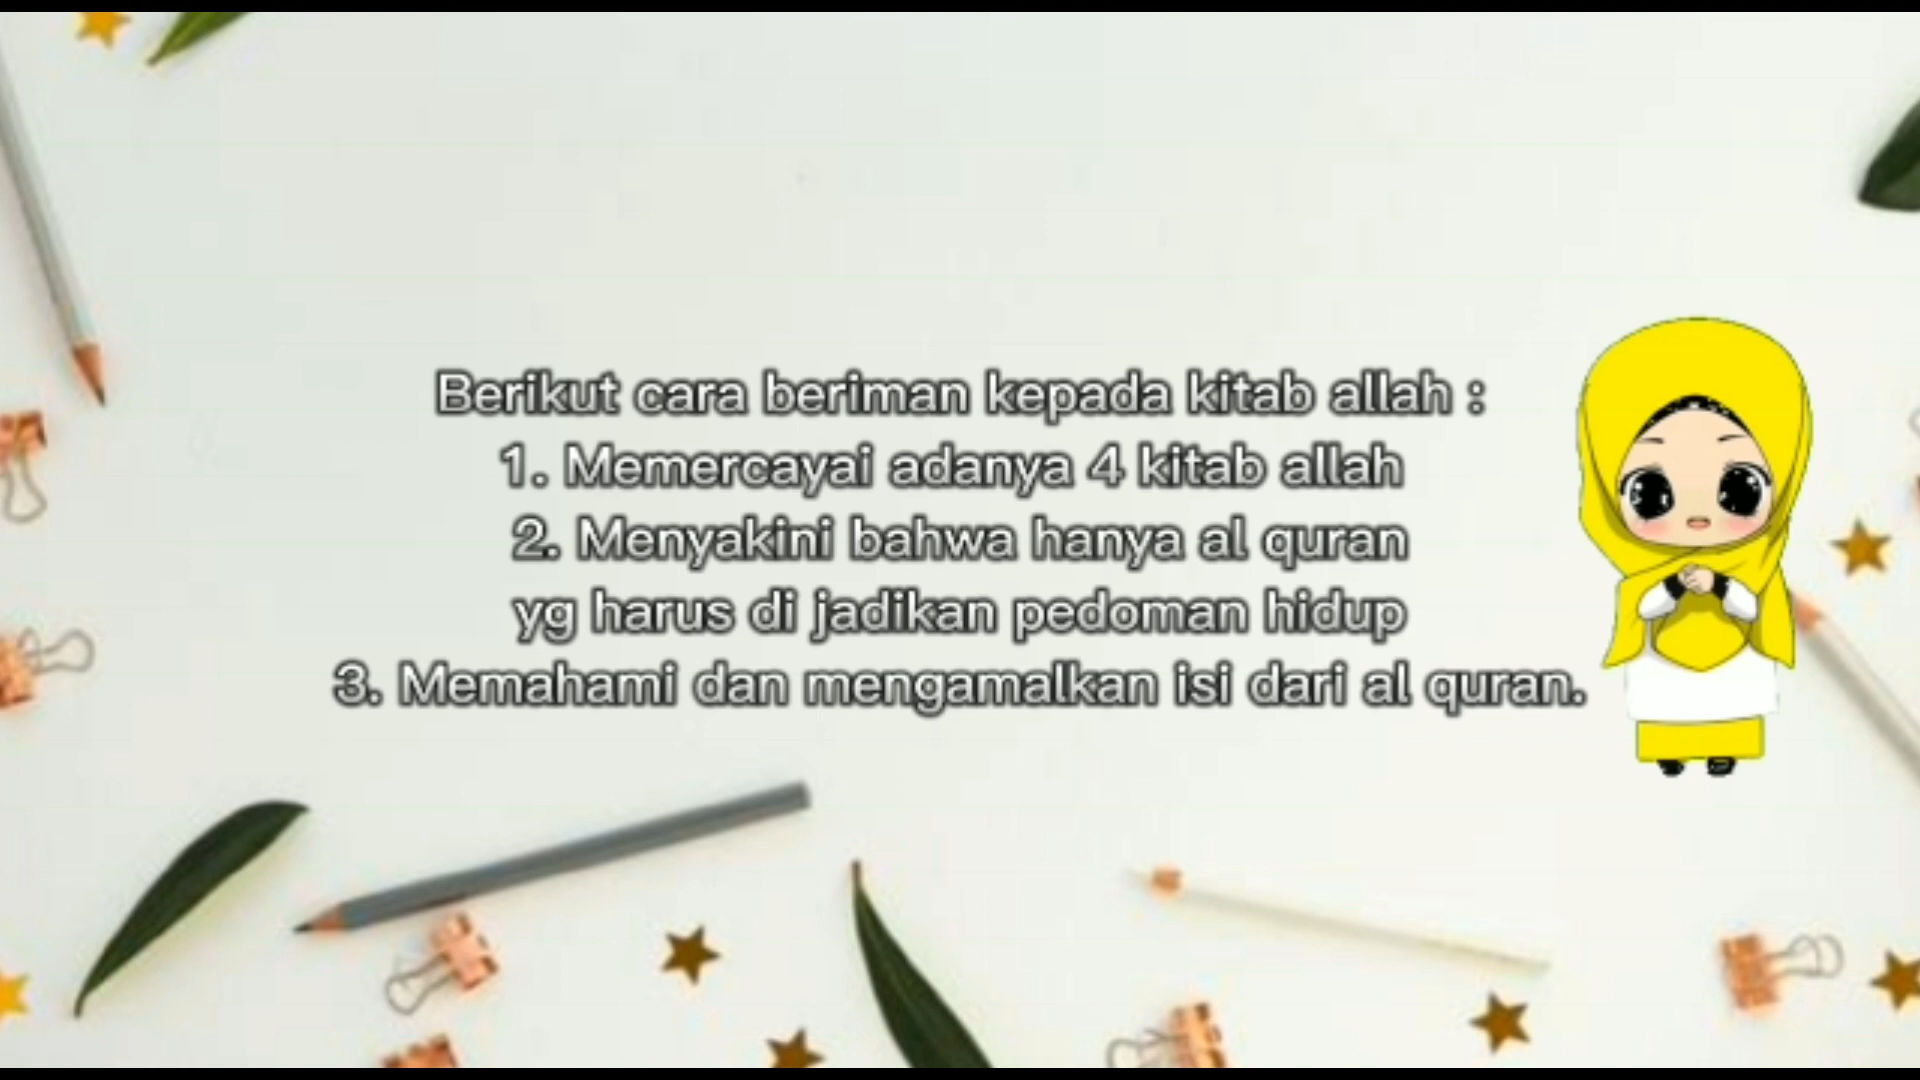 Berikut cara beriman kepada kitab allah :
1. Memercayai adanya 4 kitab allah
2. Menyakini bahwa hanya al quran
yg harus di jadikan pedoman hidup
3. Memahami dan mengamalkan isi dari al quran.